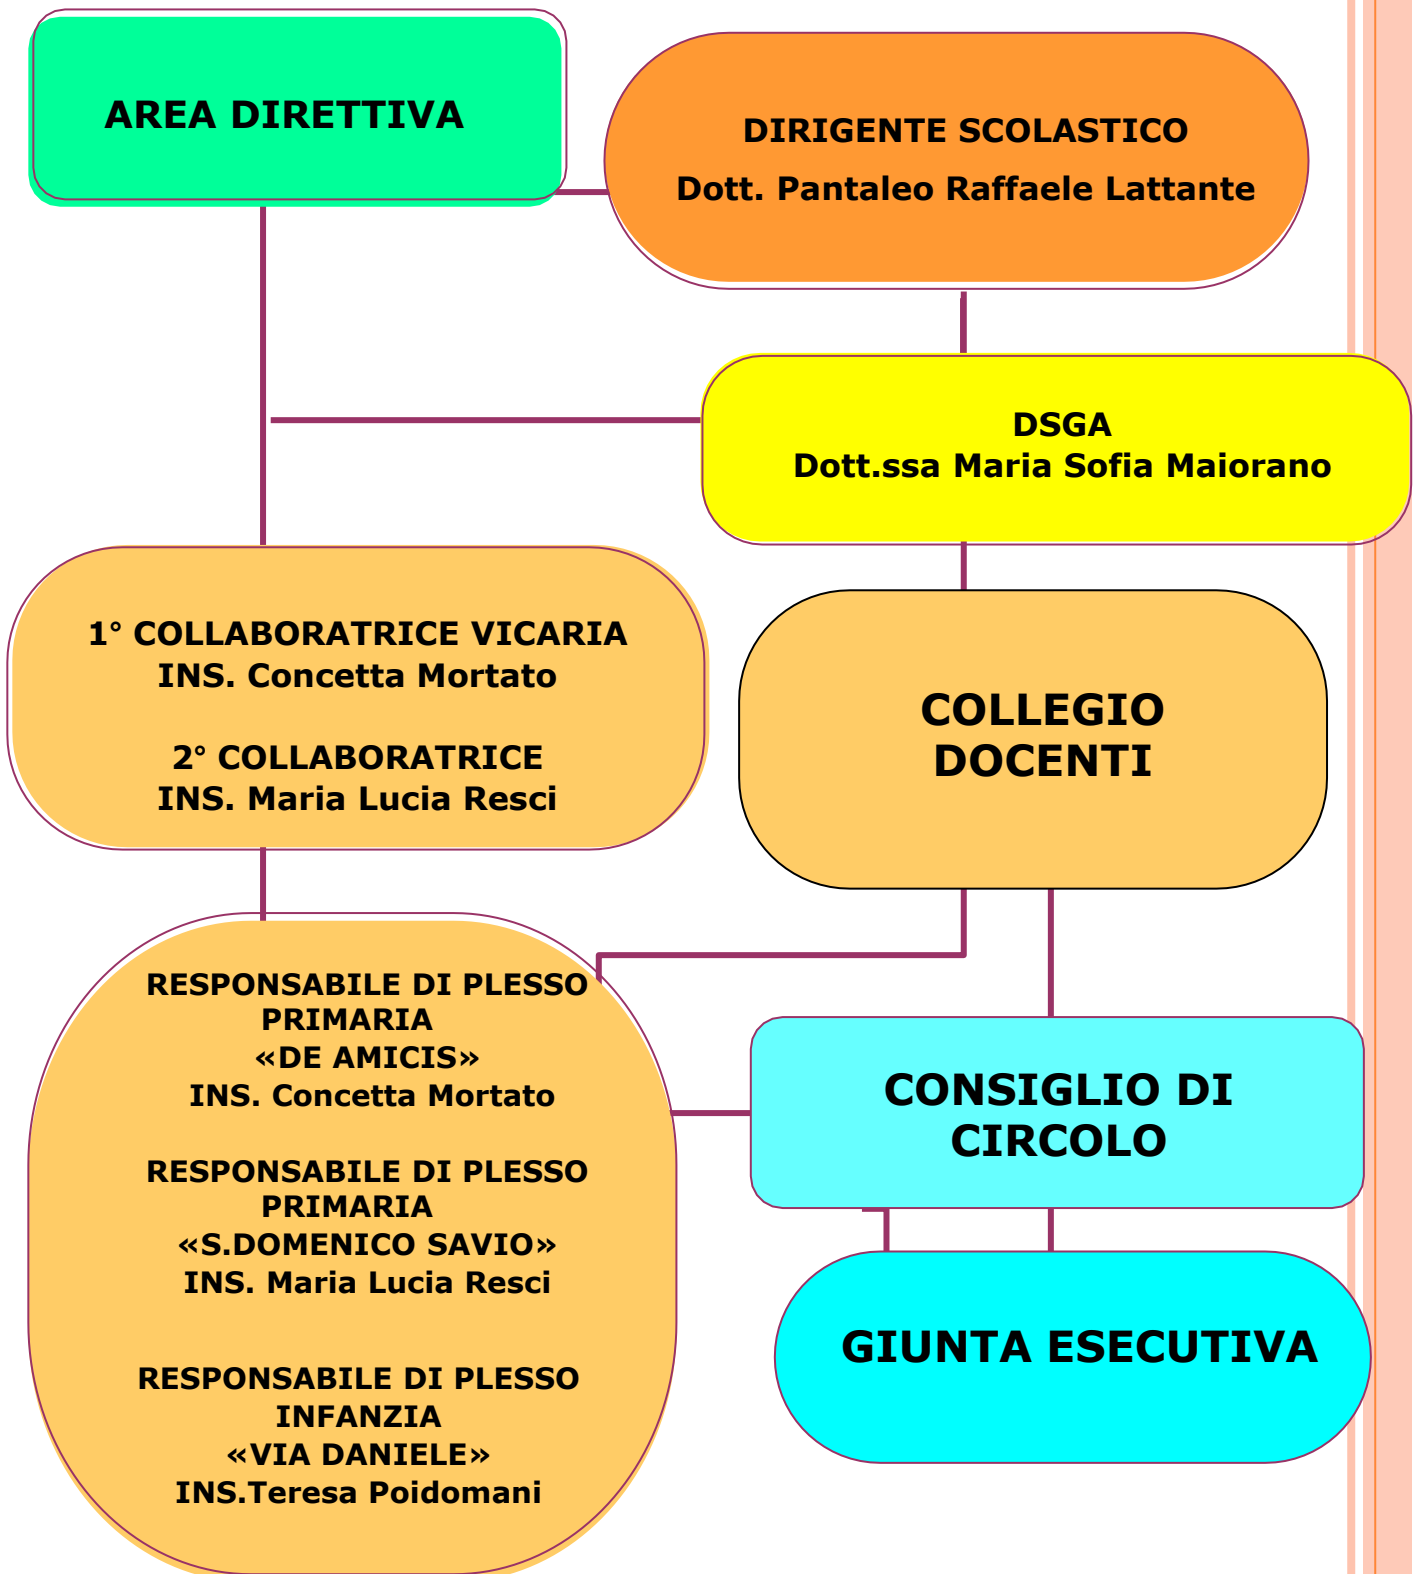 AREA DIRETTIVA
DIRIGENTE SCOLASTICO
Dott. Pantaleo Raffaele Lattante
DSGA
Dott.ssa Maria Sofia Maiorano
1° COLLABORATRICE VICARIA
INS. Concetta Mortato
2° COLLABORATRICE
INS. Maria Lucia Resci
COLLEGIO
DOCENTI
RESPONSABILE DI PLESSO
PRIMARIA
«DE AMICIS»
INS. Concetta Mortato
RESPONSABILE DI PLESSO
PRIMARIA
«S.DOMENICO SAVIO»
INS. Maria Lucia Resci
RESPONSABILE DI PLESSO
INFANZIA
«VIA DANIELE»
INS.Teresa Poidomani
CONSIGLIO DI
CIRCOLO
GIUNTA ESECUTIVA